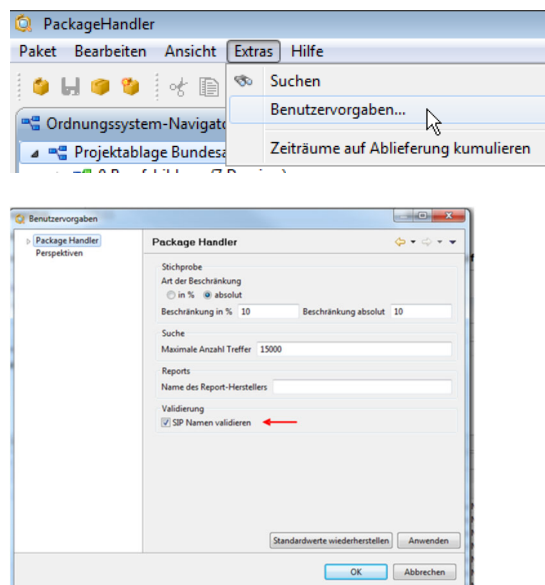 PackageHandler
Paket Bearbeiten Ansicht Extras Hilfe
Suchen
Ordnungssystem-Navigato
Benutzervorgaben...
Projektablage Bundesa
Zeiträume auf Ablieferung kumulieren
Benutzervorgaben
Package Handler
Perspektiven
Package Handler
Stichprobe
Art der Beschränkung
in % absolut
Beschränkung in % 10 Beschränkung absolut 10
Suche
Maximale Anzahl Treffer 15000
Reports
Name des Report-Herstellers
Validierung
SIP Namen validieren
Standardwerte wiederherstellen Anwenden
OK Abbrechen